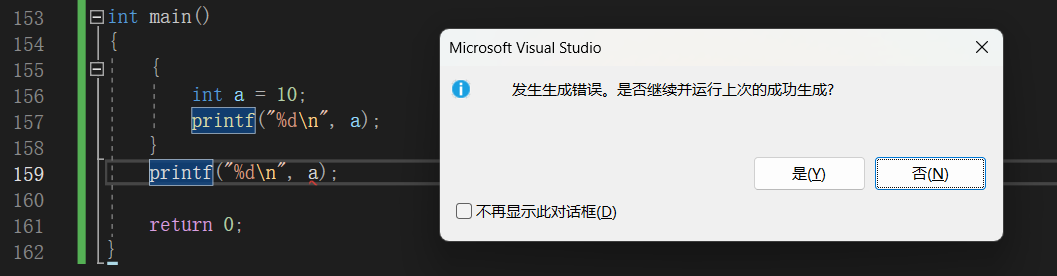 153 int main()
154 {
155 {
156 int a = 10;
157 printf("%d\n", a);
158 }
159 printf("%d\n", a);
160
161 return 0;
162 }
Microsoft Visual Studio
发生生成错误。是否继续并运行上次的成功生成?
是(Y)
否(N)
不再显示此对话框(D)